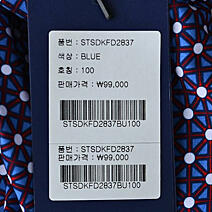 품번 : STSDKFD2837
색상 : BLUE
호칭 : 100
판매가격 : ₩99,000
STSDKFD2837BU100
품번 : STSDKFD2837
판매가격 : ₩99,000
STSDKFD2837BU100